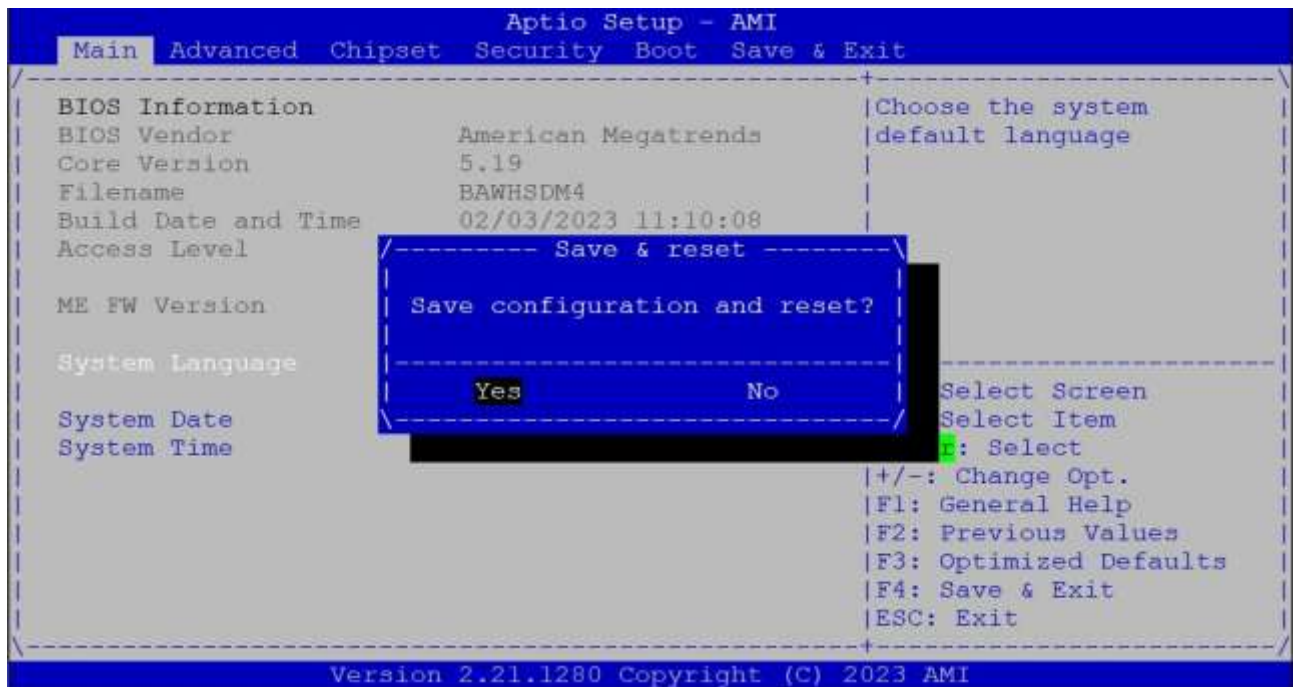 Aptio Setup - AMI
Main Advanced Chipset Security Boot Save & Exit
BIOS Information
BIOS Vendor American Megatrends
Core Version 5.19
Filename BAWHSDM4
Build Date and Time 02/03/2023 11:10:08
Access Level
ME FW Version
System Language
System Date
System Time
Save & reset
Save configuration and reset?
Yes No
Choose the system
default language
Select Screen
Select Item
r: Select
+/-: Change Opt.
F1: General Help
F2: Previous Values
F3: Optimized Defaults
F4: Save & Exit
ESC: Exit
Version 2.21.1280 Copyright (C) 2023 AMI